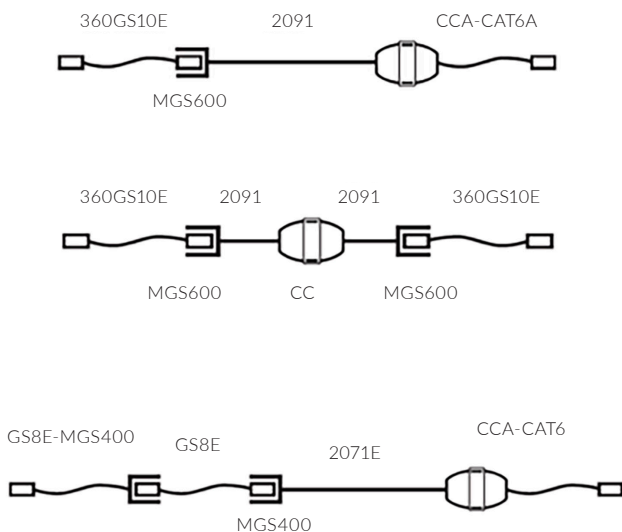 360GS10E 2091 CCA-CAT6A
MGS600
360GS10E 2091 2091 360GS10E
MGS600 CC MGS600
GS8E-MGS400 GS8E 2071E CCA-CAT6
MGS400